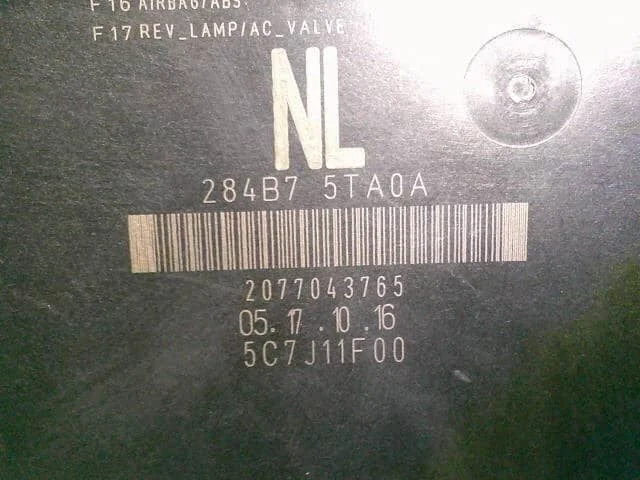 F16 AIRBAG/ABS
F17 REV_LAMP/AC_VALVE
NL
284B7 5TA0A
2077043765
05.17.10.16
5C7J11F00